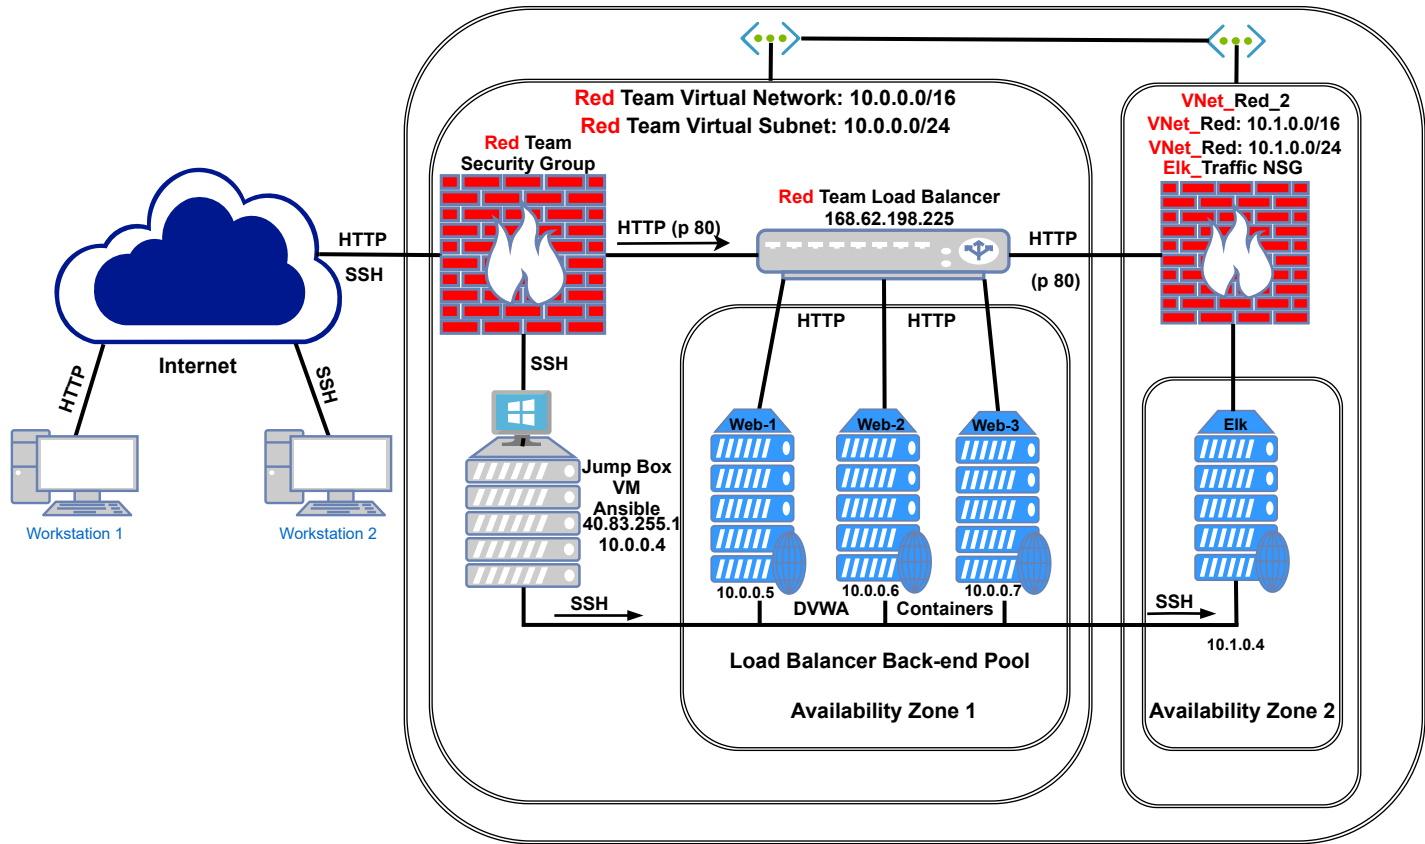 Red Team Virtual Network: 10.0.0.0/16
Red Team Virtual Subnet: 10.0.0.0/24
VNet_Red_2
VNet_Red: 10.1.0.0/16
VNet_Red: 10.1.0.0/24
Elk_Traffic NSG
Red Team
Security Group
Red Team Load Balancer
168.62.198.225
HTTP
SSH
HTTP (p 80)
HTTP
(p 80)
HTTP
HTTP
Internet
HTTP
SSH
SSH
Workstation 1
Workstation 2
Jump Box
VM
Ansible
40.83.255.1
10.0.0.4
Web-1
Web-2
Web-3
Elk
10.0.0.5
10.0.0.6
10.0.0.7
SSH
DVWA
Containers
SSH
10.1.0.4
Load Balancer Back-end Pool
Availability Zone 1
Availability Zone 2